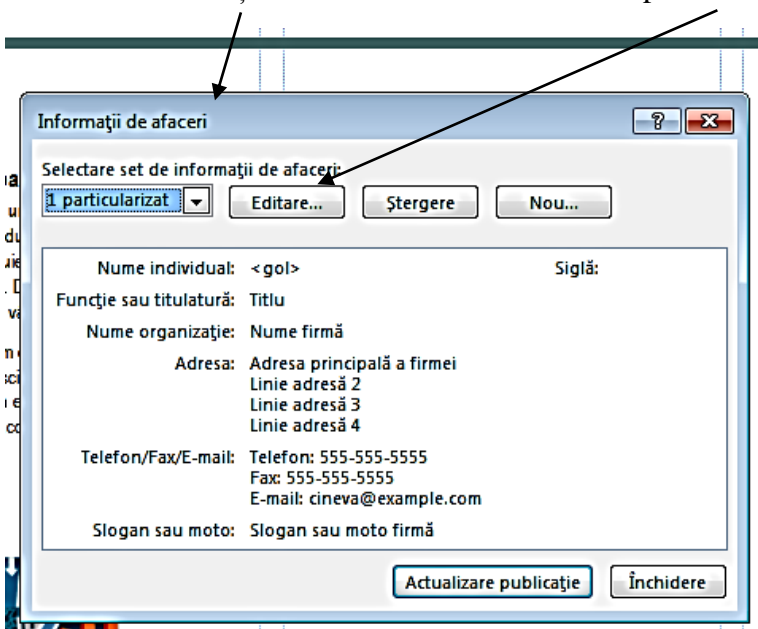 Informaţii de afaceri
Selectare set de informaţii de afaceri:
1 particularizat
Editare...
Ştergere
Nou...
Nume individual: <gol>
Siglă:
Funcţie sau titulatură: Titlu
Nume organizaţie: Nume firmă
Adresa: Adresa principală a firmei
Linie adresă 2
Linie adresă 3
Linie adresă 4
Telefon/Fax/E-mail: Telefon: 555-555-5555
Fax: 555-555-5555
E-mail: cineva@example.com
Slogan sau moto: Slogan sau moto firmă
Actualizare publicaţie
Închidere